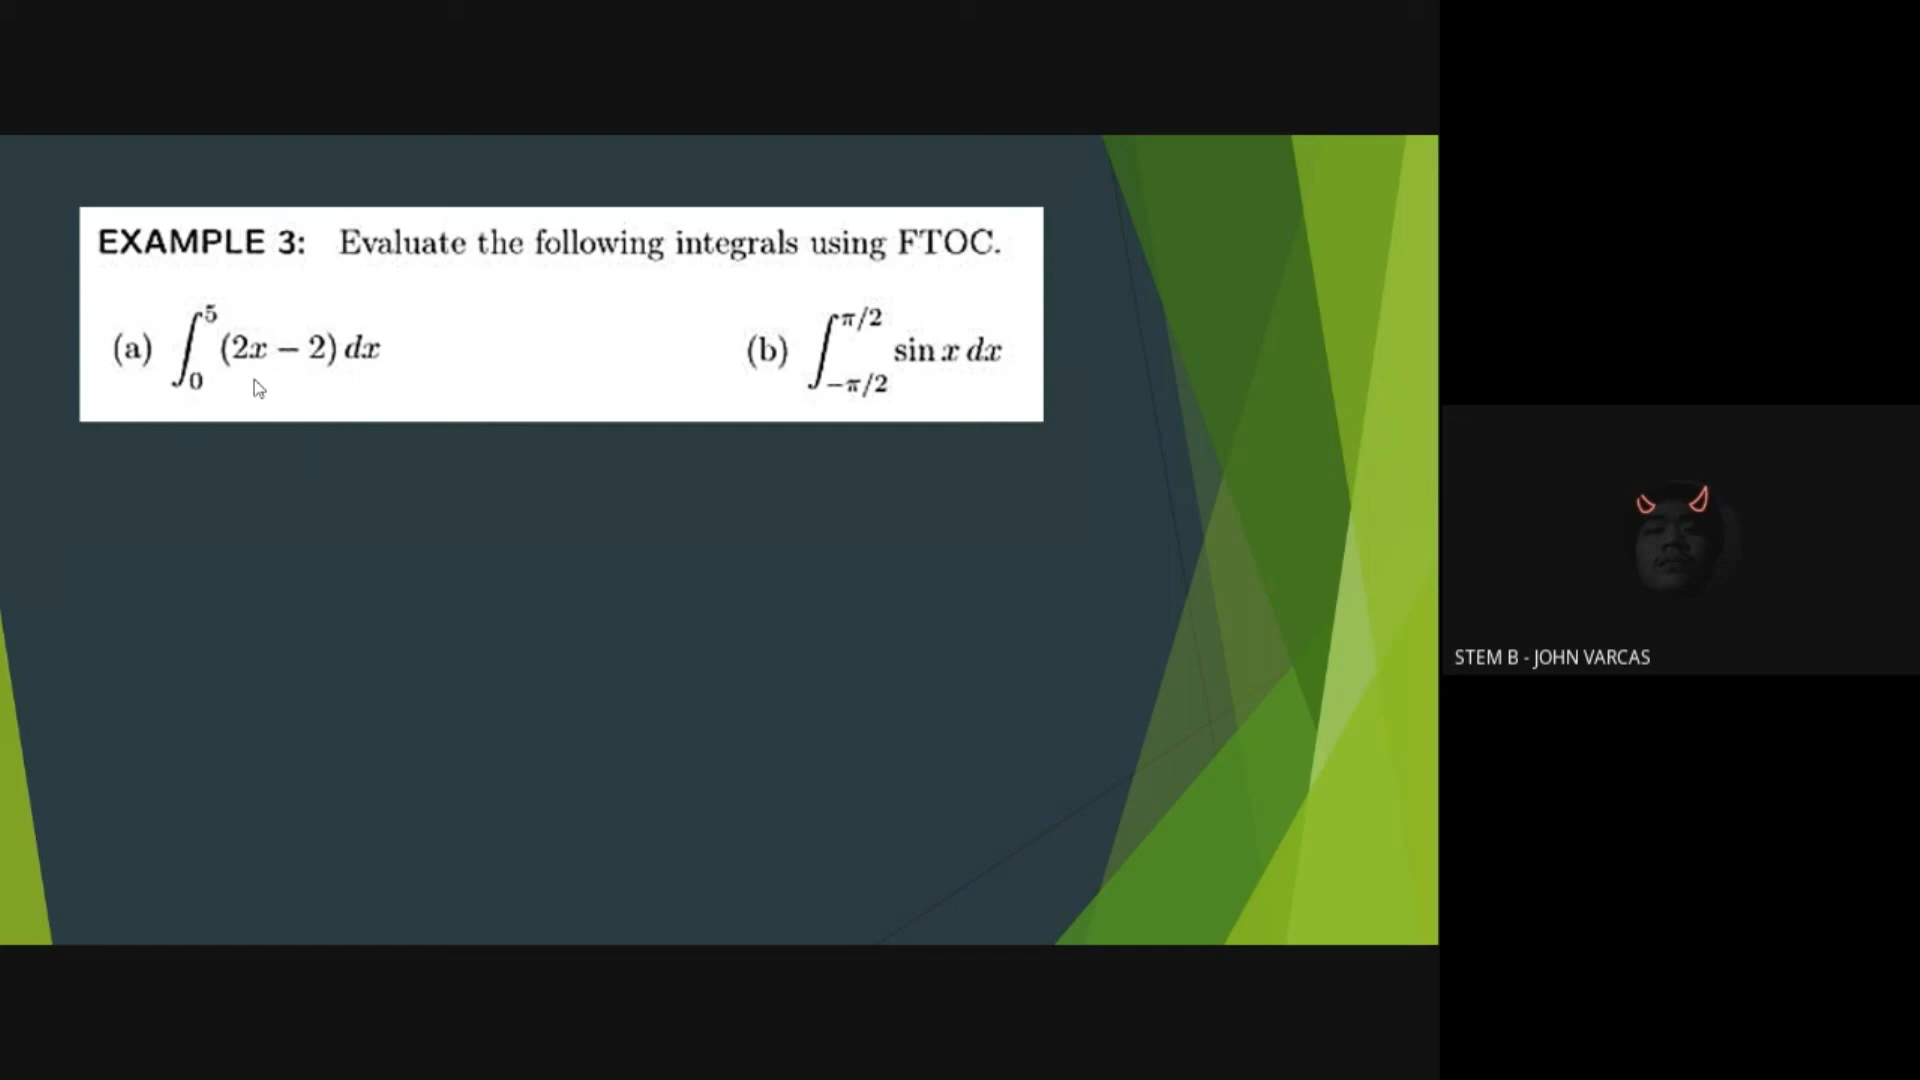 EXAMPLE 3: Evaluate the following integrals using FTOC.
(a) ∫₀⁵ (2x − 2) dx (b) ∫_{−π/2}^{π/2} sin x dx
STEM B - JOHN VARCAS